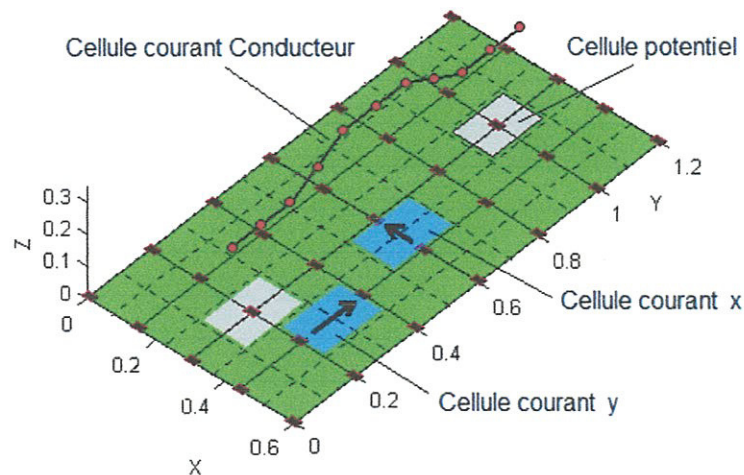 Cellule courant Conducteur
Cellule potentiel
0.3
0.2
0.1
0
Z
0
0.2
0.4
0.6
X
0
0.2
0.4
0.6
0.8
1
1.2
Y
Cellule courant x
Cellule courant y